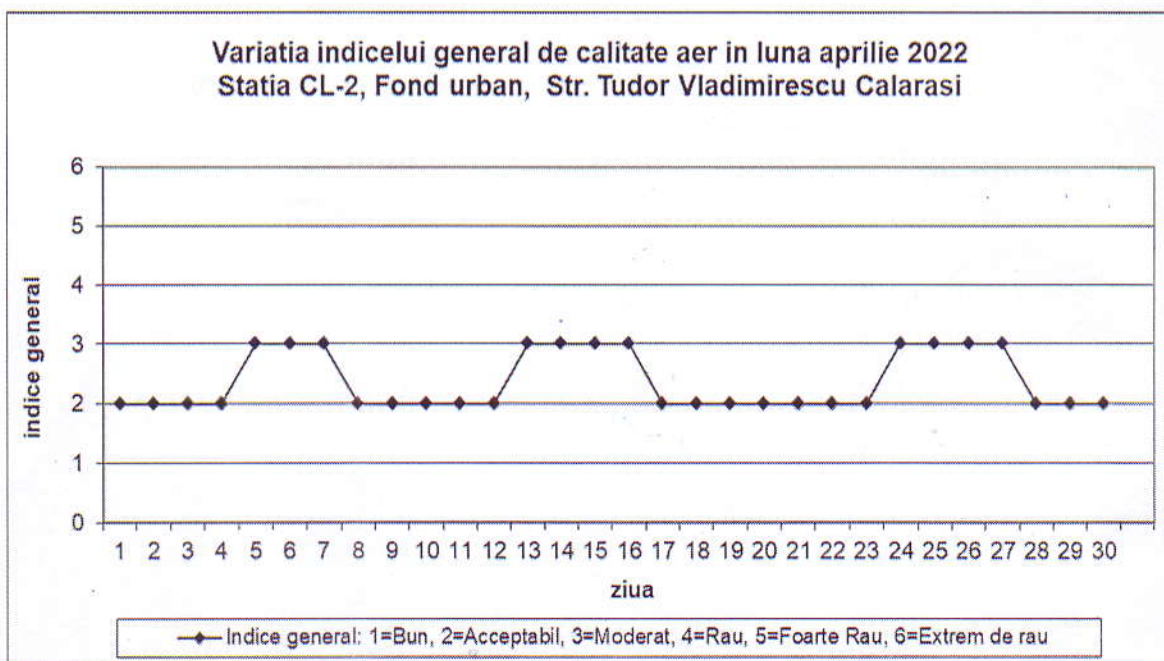 Variatia indicelui general de calitate aer in luna aprilie 2022
Statia CL-2, Fond urban, Str. Tudor Vladimirescu Calarasi
6
5
4
3
2
1
0
indice general
1 2 3 4 5 6 7 8 9 10 11 12 13 14 15 16 17 18 19 20 21 22 23 24 25 26 27 28 29 30
ziua
Indice general: 1=Bun, 2=Acceptabil, 3=Moderat, 4=Rau, 5=Foarte Rau, 6=Extrem de rau